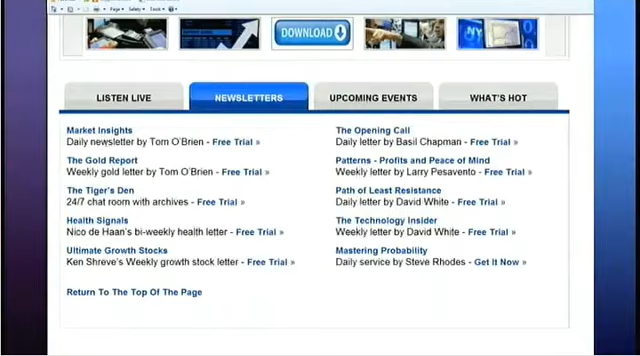 Page
Safety
Tools
DOWNLOAD
NY
LISTEN LIVE
NEWSLETTERS
UPCOMING EVENTS
WHAT'S HOT
Market Insights
Daily newsletter by Tom O'Brien - Free Trial »
The Gold Report
Weekly gold letter by Tom O'Brien - Free Trial »
The Tiger's Den
24/7 chat room with archives - Free Trial »
Health Signals
Nico de Haan's bi-weekly health letter - Free Trial »
Ultimate Growth Stocks
Ken Shreve's Weekly growth stock letter - Free Trial »
Return To The Top Of The Page
The Opening Call
Daily letter by Basil Chapman - Free Trial »
Patterns - Profits and Peace of Mind
Weekly letter by Larry Pesavento - Free Trial »
Path of Least Resistance
Daily letter by David White - Free Trial »
The Technology Insider
Weekly letter by David White - Free Trial »
Mastering Probability
Daily service by Steve Rhodes - Get It Now »